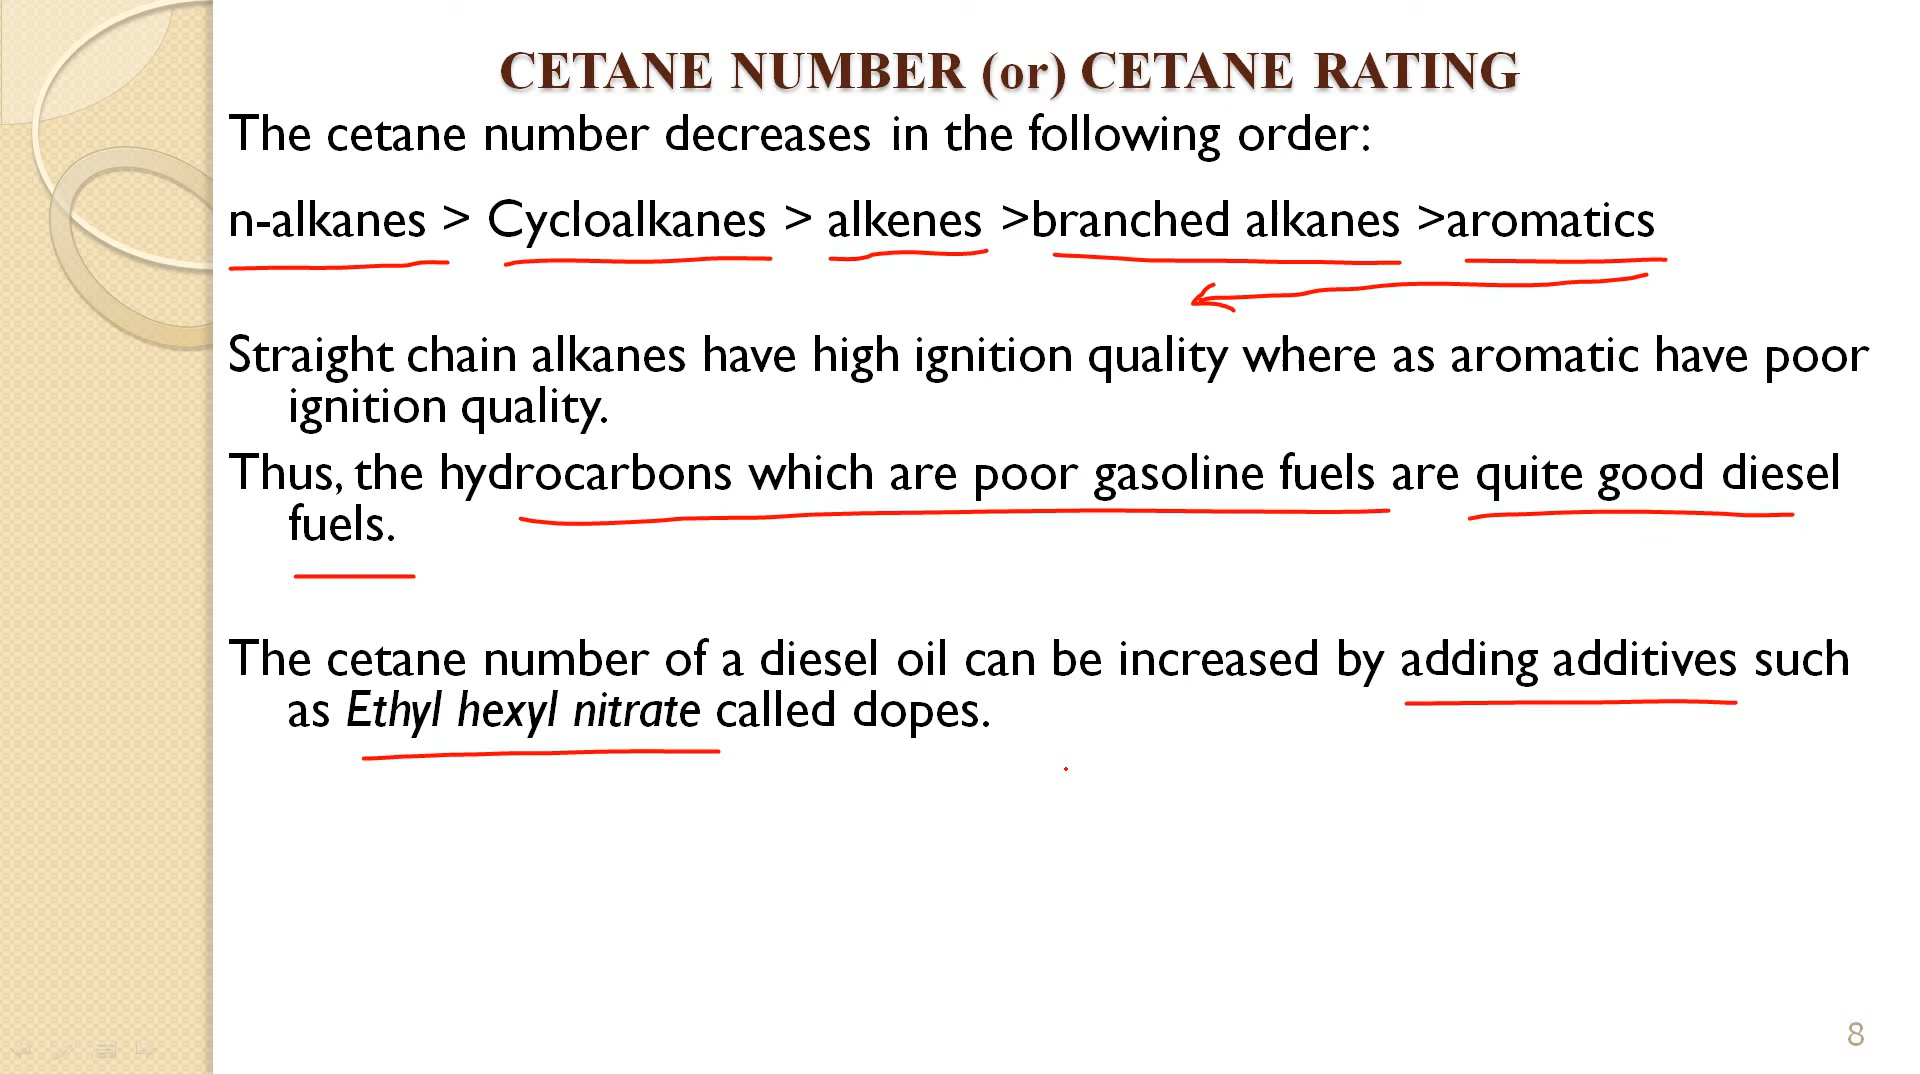 CETANE NUMBER (or) CETANE RATING
The cetane number decreases in the following order:
n-alkanes > Cycloalkanes > alkenes >branched alkanes >aromatics
Straight chain alkanes have high ignition quality where as aromatic have poor
ignition quality.
Thus, the hydrocarbons which are poor gasoline fuels are quite good diesel
fuels.
The cetane number of a diesel oil can be increased by adding additives such
as Ethyl hexyl nitrate called dopes.
8